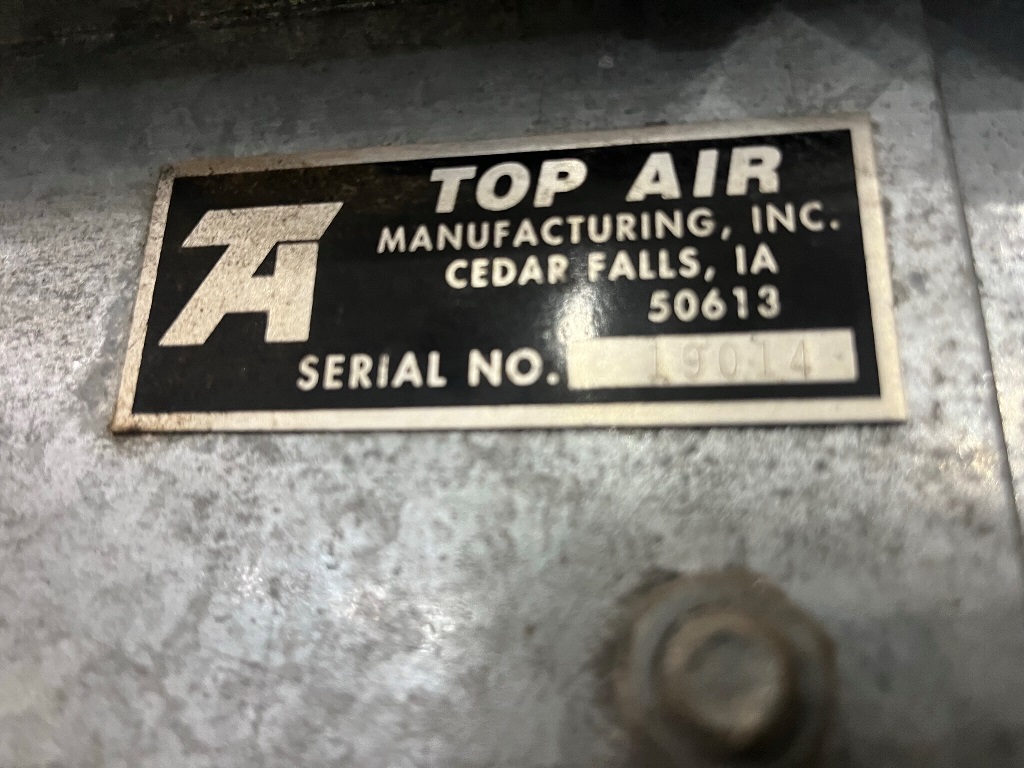 TA
TOP AIR
MANUFACTURING, INC.
CEDAR FALLS, IA
50613
SERIAL NO. 19014